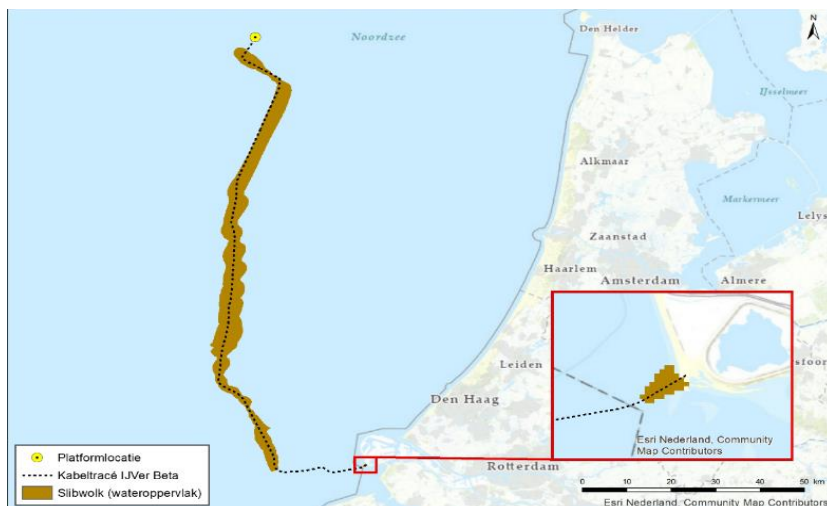 Noordzee
Den Helder
N
IJsselmeer
Alkmaar
Markermeer
Lelys
Zaanstad
Haarlem
Amsterdam
Almere
Leiden
stoor
Den Haag
Esri Nederland, Community
Map Contributors
Rotterdam
Platformlocatie
Kabeltracé IJVer Beta
Slibwolk (wateroppervlak)
0 10 20 30 40 50 km
Esri Nederland, Community Map Contributors